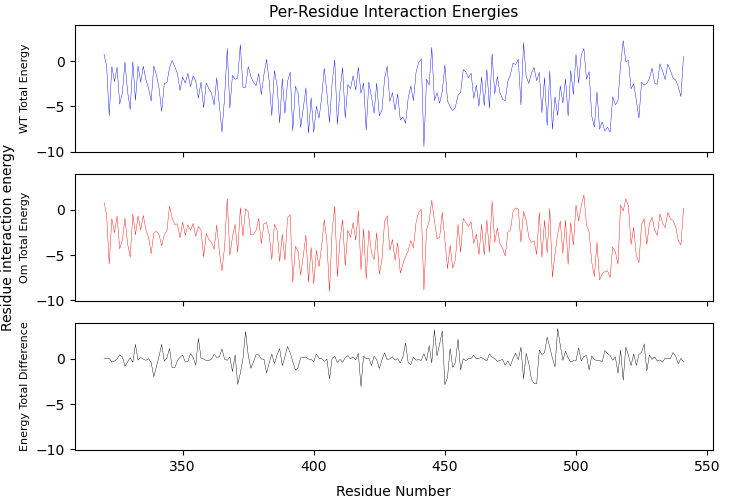 Per-Residue Interaction Energies
Residue interaction energy
WT Total Energy
0
−5
−10
Om Total Energy
0
−5
−10
Energy Total Difference
0
−5
−10
350 400 450 500 550
Residue Number